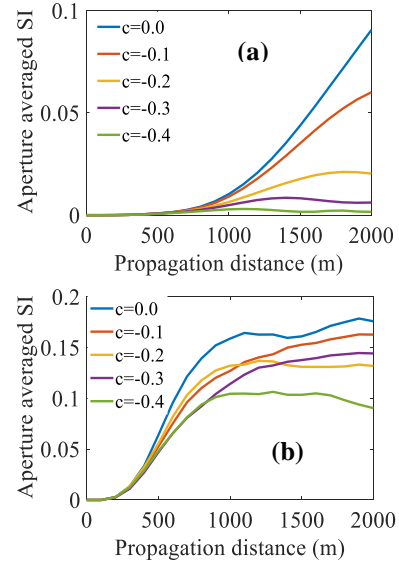 0.1
c=0.0
c=-0.1
(a)
c=-0.2
0.05
c=-0.3
c=-0.4
0
0 500 1000 1500 2000
Aperture averaged SI
Propagation distance (m)
0.2
c=0.0
c=-0.1
0.15
c=-0.2
0.1
c=-0.3
c=-0.4
0.05
(b)
0
0 500 1000 1500 2000
Aperture averaged SI
Propagation distance (m)